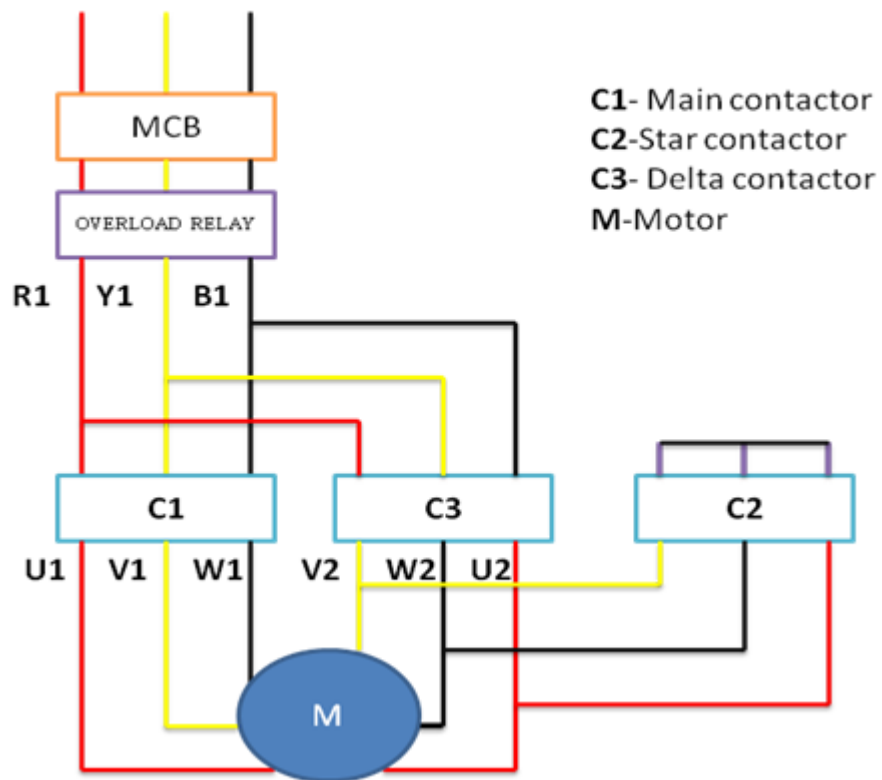 MCB
C1- Main contactor
C2-Star contactor
C3- Delta contactor
M-Motor
OVERLOAD RELAY
R1 Y1 B1
C1 C3 C2
U1 V1 W1 V2 W2 U2
M